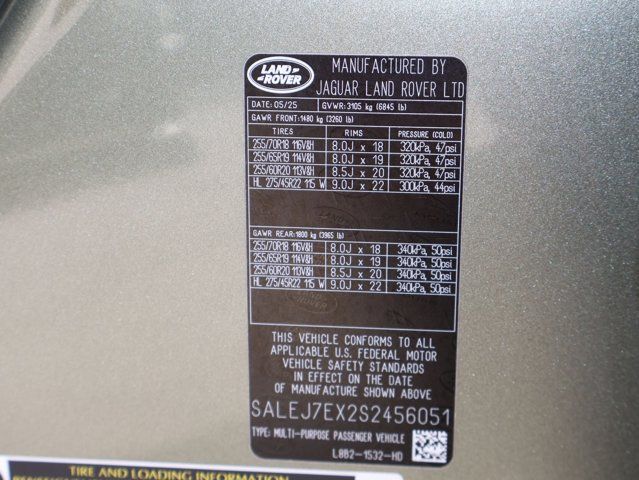 LAND ROVER
MANUFACTURED BY
JAGUAR LAND ROVER LTD
DATE: 05/25 GVWR: 3105 kg (6845 lb)
GAWR FRONT: 1480 kg (3260 lb)
TIRES RIMS PRESSURE (COLD)
255/70R18 116V&H 8.0J x 18 320kPa, 47psi
255/65R19 114V&H 8.0J x 19 320kPa, 47psi
255/60R20 113V&H 8.5J x 20 320kPa, 47psi
HL 275/45R22 115 W 9.0J x 22 300kPa, 44psi
GAWR REAR: 1800 kg (3965 lb)
255/70R18 116V&H 8.0J x 18 340kPa, 50psi
255/65R19 114V&H 8.0J x 19 340kPa, 50psi
255/60R20 113V&H 8.5J x 20 340kPa, 50psi
HL 275/45R22 115 W 9.0J x 22 340kPa, 50psi
THIS VEHICLE CONFORMS TO ALL
APPLICABLE U.S. FEDERAL MOTOR
VEHICLE SAFETY STANDARDS
IN EFFECT ON THE DATE
OF MANUFACTURE SHOWN ABOVE
SALEJ7EX2S2456051
TYPE: MULTI-PURPOSE PASSENGER VEHICLE
L8B2-1532-HD
TIRE AND LOADING INFORMATION